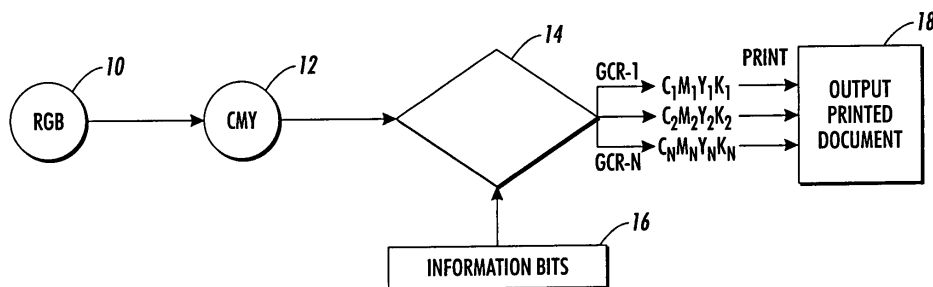 10
RGB
12
CMY
14
GCR-1
GCR-N
C₁M₁Y₁K₁
C₂M₂Y₂K₂
CNMNYNKN
PRINT
18
OUTPUT
PRINTED
DOCUMENT
16
INFORMATION BITS